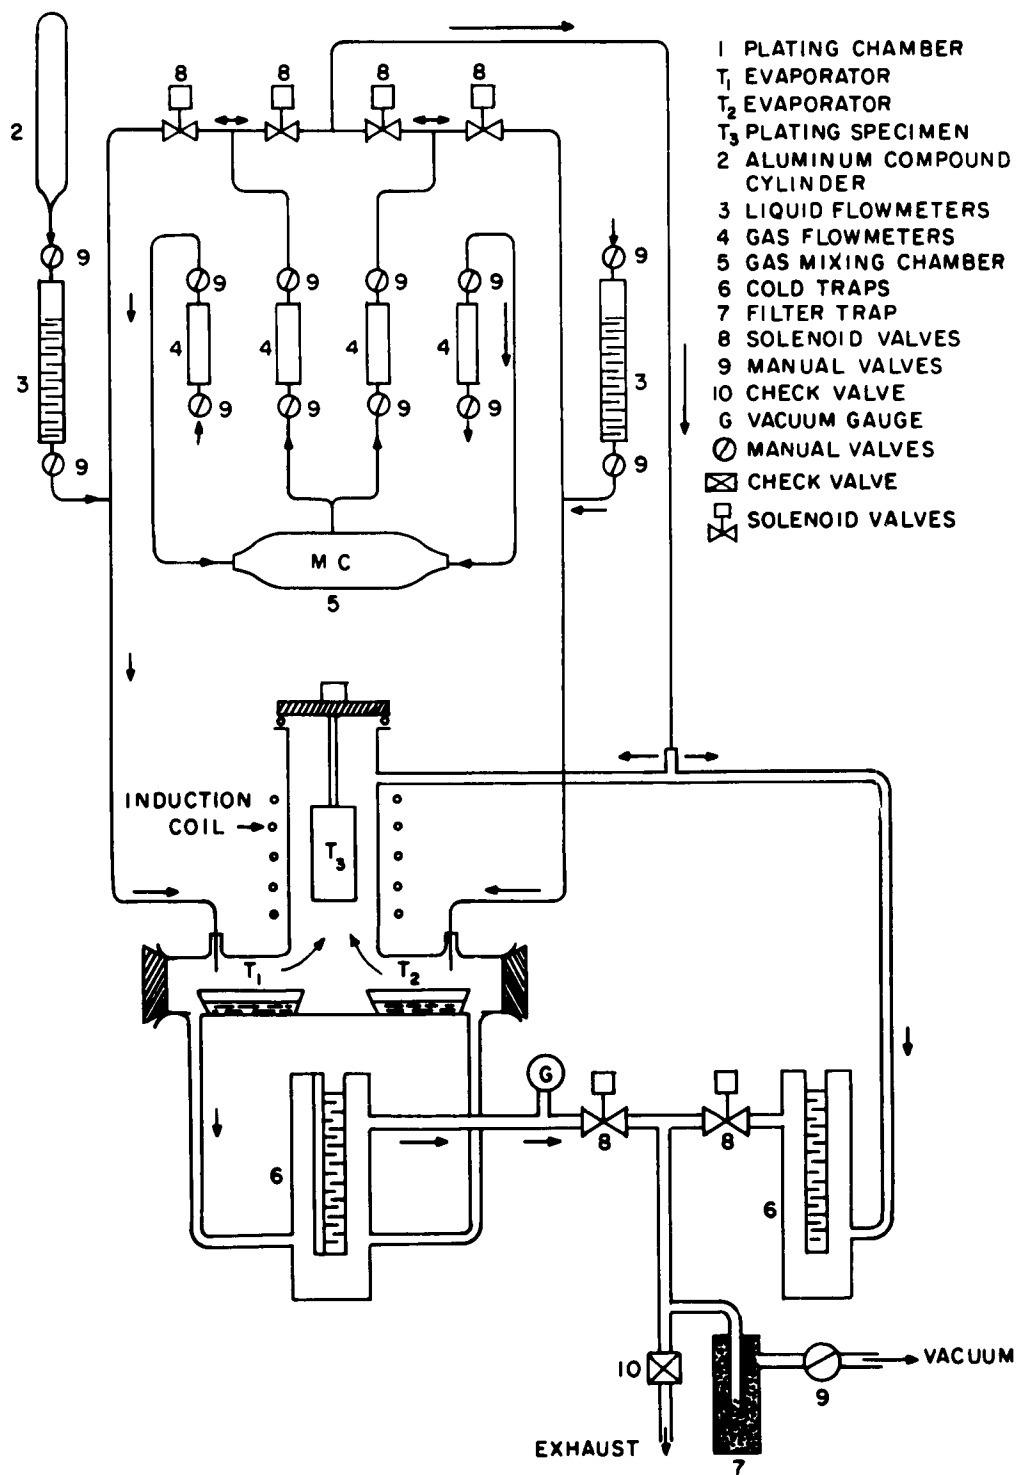 1 PLATING CHAMBER
T1 EVAPORATOR
T2 EVAPORATOR
T3 PLATING SPECIMEN
2 ALUMINUM COMPOUND
CYLINDER
3 LIQUID FLOWMETERS
4 GAS FLOWMETERS
5 GAS MIXING CHAMBER
6 COLD TRAPS
7 FILTER TRAP
8 SOLENOID VALVES
9 MANUAL VALVES
10 CHECK VALVE
G VACUUM GAUGE
MANUAL VALVES
CHECK VALVE
SOLENOID VALVES
8 8 8 8
2
9 9
9 9 9 9
4 4 4 4
3 3
9 9 9 9
9 9
MC
5
INDUCTION
COIL
T3
T1 T2
G
8 8
6 6
10
VACUUM
9
EXHAUST
7